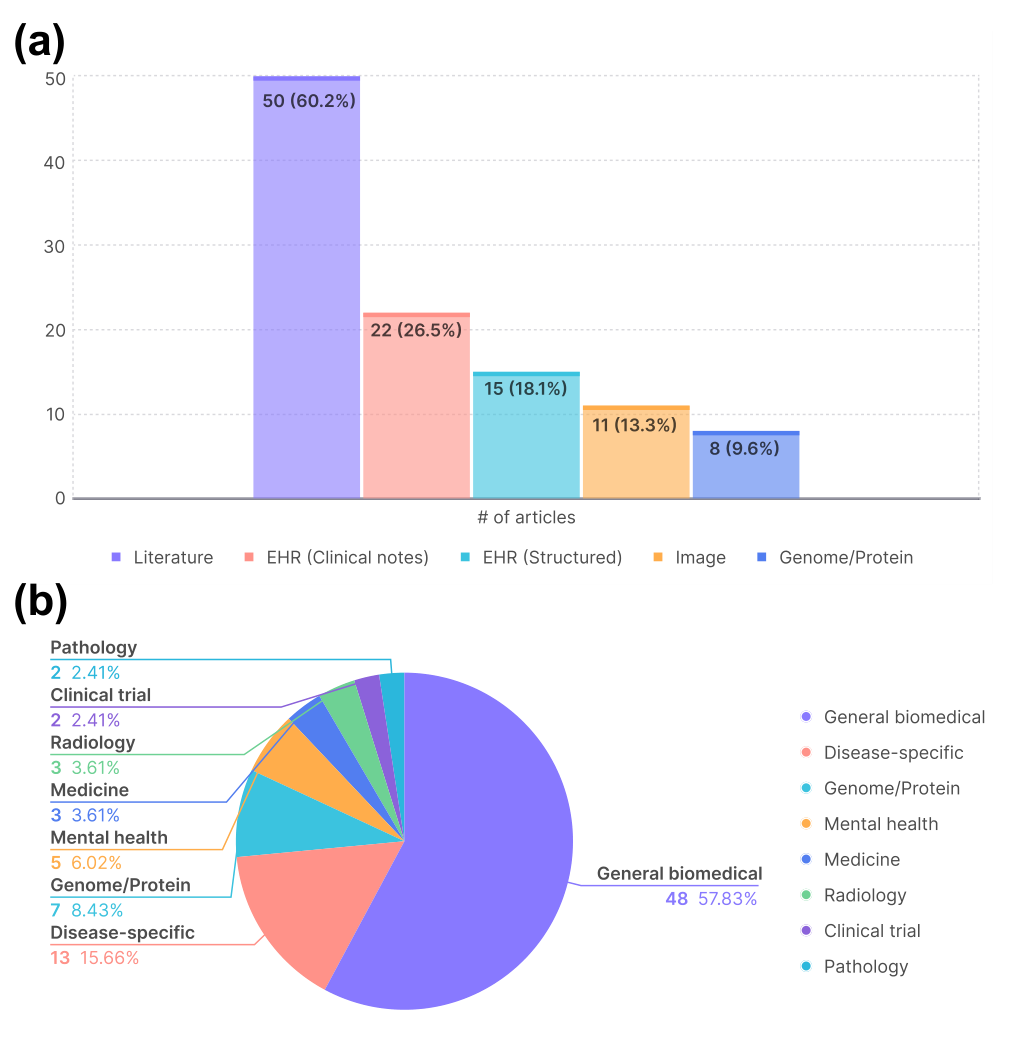 (a)
50
40
30
20
10
0
50 (60.2%)
22 (26.5%)
15 (18.1%)
11 (13.3%)
8 (9.6%)
# of articles
Literature EHR (Clinical notes) EHR (Structured) Image Genome/Protein
(b)
Pathology
2 2.41%
Clinical trial
2 2.41%
Radiology
3 3.61%
Medicine
3 3.61%
Mental health
5 6.02%
Genome/Protein
7 8.43%
Disease-specific
13 15.66%
General biomedical
48 57.83%
General biomedical
Disease-specific
Genome/Protein
Mental health
Medicine
Radiology
Clinical trial
Pathology